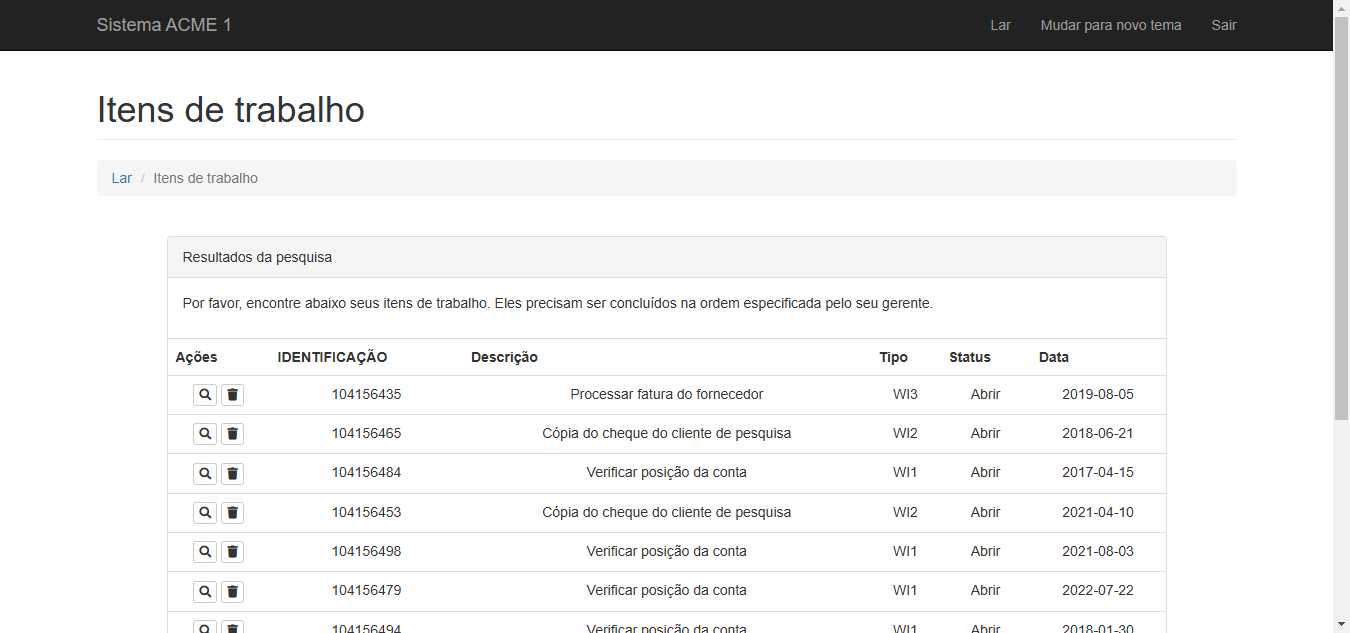 Sistema ACME 1 Lar Mudar para novo tema Sair
Itens de trabalho
Lar / Itens de trabalho
Resultados da pesquisa
Por favor, encontre abaixo seus itens de trabalho. Eles precisam ser concluídos na ordem especificada pelo seu gerente.
Ações IDENTIFICAÇÃO Descrição Tipo Status Data
104156435 Processar fatura do fornecedor WI3 Abrir 2019-08-05
104156465 Cópia do cheque do cliente de pesquisa WI2 Abrir 2018-06-21
104156484 Verificar posição da conta WI1 Abrir 2017-04-15
104156453 Cópia do cheque do cliente de pesquisa WI2 Abrir 2021-04-10
104156498 Verificar posição da conta WI1 Abrir 2021-08-03
104156479 Verificar posição da conta WI1 Abrir 2022-07-22
104156494 Verificar posição da conta WI1 Abrir 2018-01-30